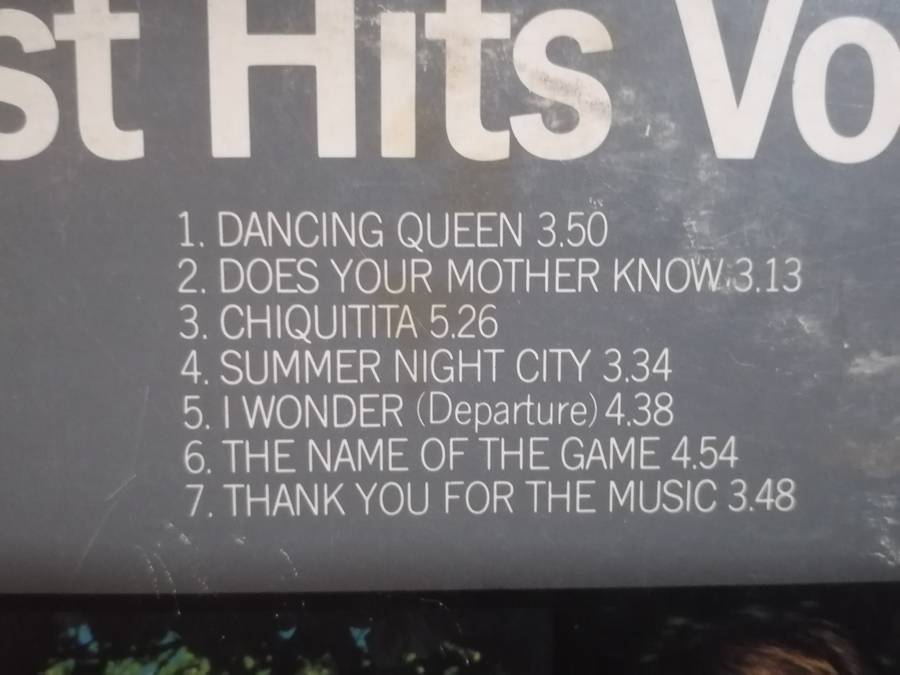 st Hits Vo
1. DANCING QUEEN 3.50
2. DOES YOUR MOTHER KNOW 3.13
3. CHIQUITITA 5.26
4. SUMMER NIGHT CITY 3.34
5. I WONDER (Departure) 4.38
6. THE NAME OF THE GAME 4.54
7. THANK YOU FOR THE MUSIC 3.48